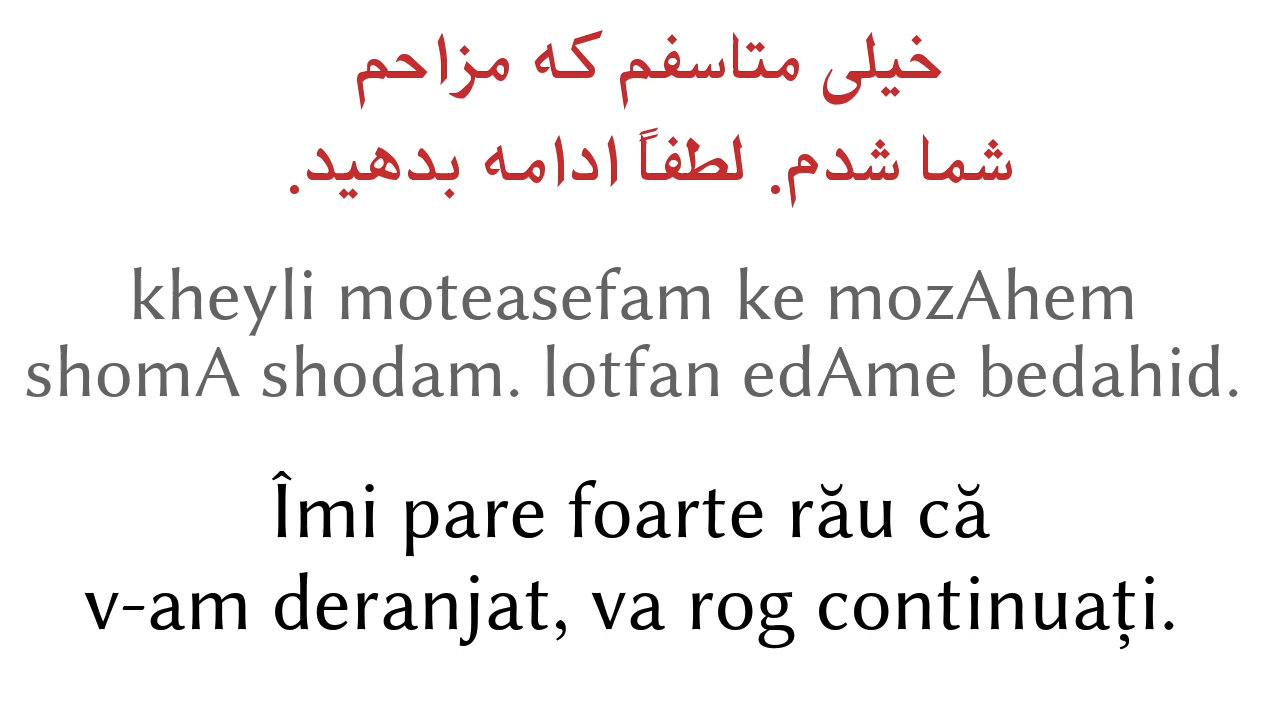 خیلی متاسفم که مزاحم
شما شدم. لطفاً ادامه بدهید.
kheyli moteasefam ke mozAhem
shomA shodam. lotfan edAme bedahid.
Îmi pare foarte rău că
v-am deranjat, va rog continuați.